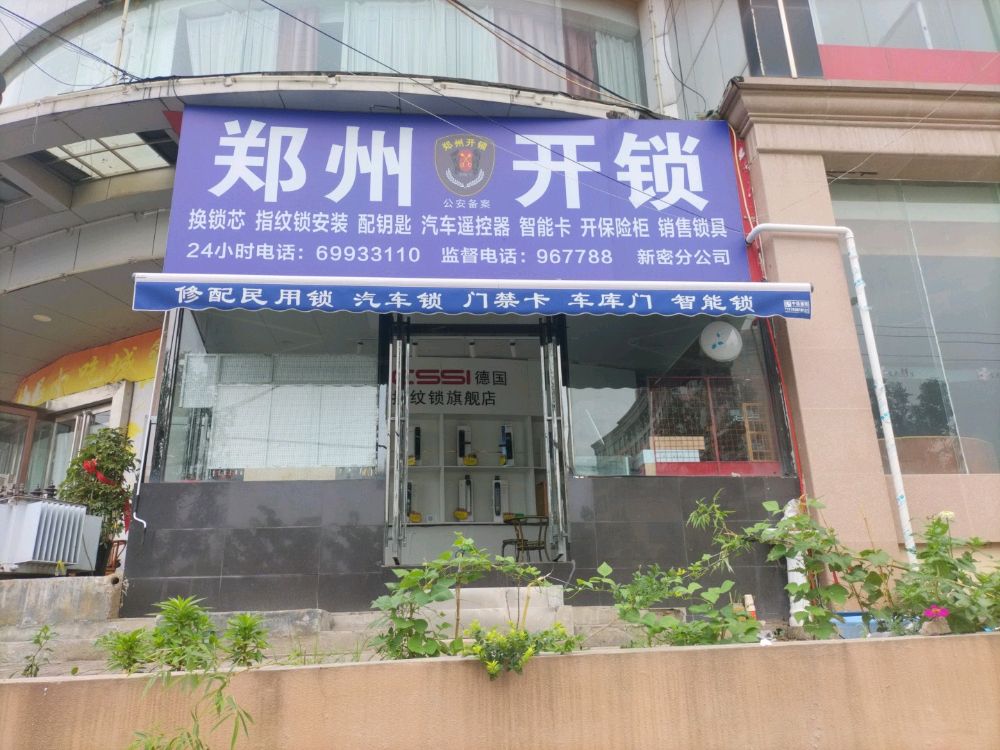 郑州 开锁
郑州开锁
公安备案
换锁芯 指纹锁安装 配钥匙 汽车遥控器 智能卡 开保险柜 销售锁具
24小时电话：69933110 监督电话：967788 新密分公司
修配民用锁 汽车锁 门禁卡 车库门 智能锁
CSSI 德国
纹锁旗舰店